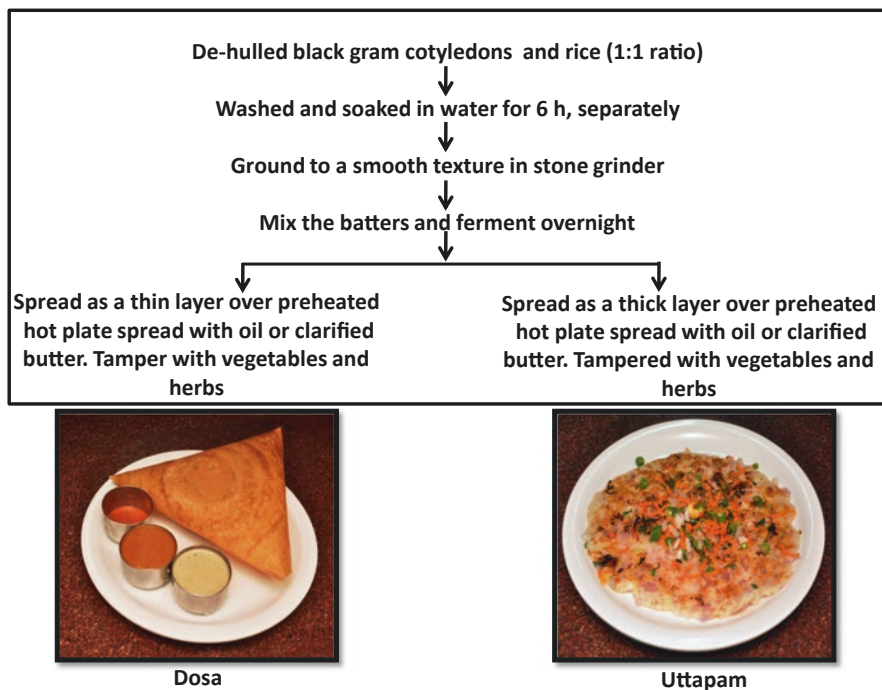 De-hulled black gram cotyledons and rice (1:1 ratio)
Washed and soaked in water for 6 h, separately
Ground to a smooth texture in stone grinder
Mix the batters and ferment overnight
Spread as a thin layer over preheated
hot plate spread with oil or clarified
butter. Tamper with vegetables and
herbs
Spread as a thick layer over preheated
hot plate spread with oil or clarified
butter. Tampered with vegetables and
herbs
Dosa
Uttapam